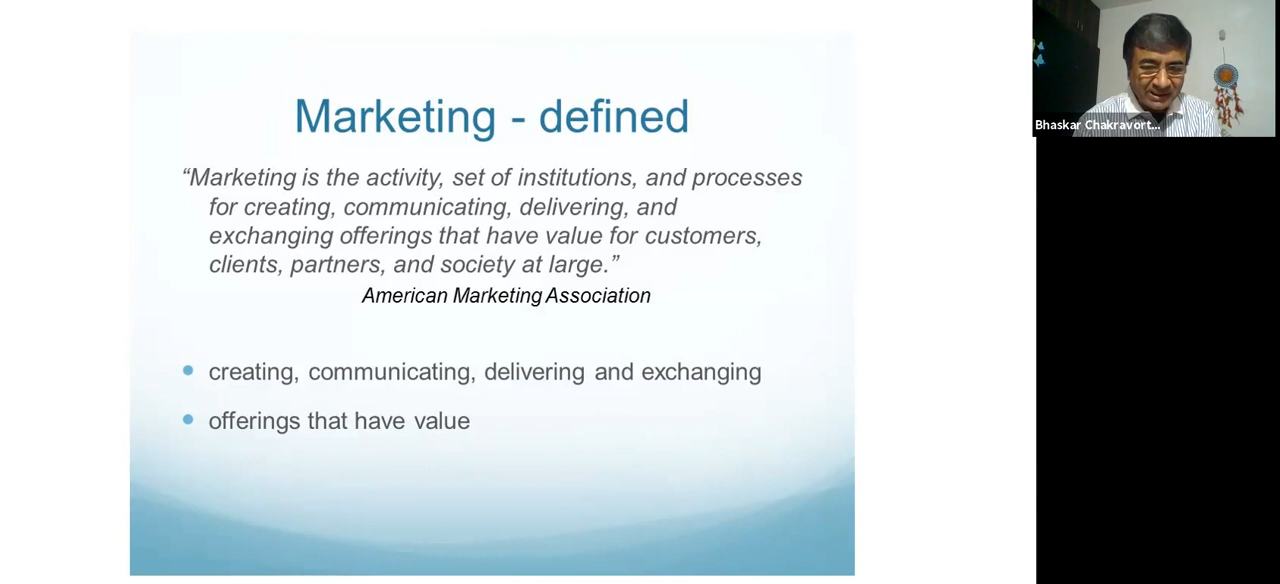 Marketing - defined
“Marketing is the activity, set of institutions, and processes
for creating, communicating, delivering, and
exchanging offerings that have value for customers,
clients, partners, and society at large.”
American Marketing Association
• creating, communicating, delivering and exchanging
• offerings that have value
Bhaskar Chakravort...